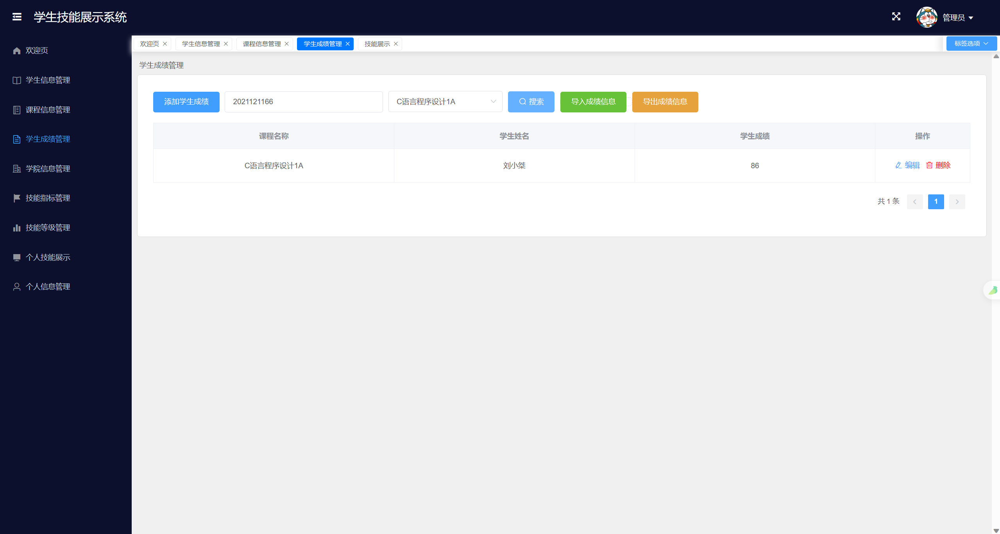 学生技能展示系统
管理员
欢迎页
学生信息管理
课程信息管理
学生成绩管理
学院信息管理
技能指标管理
技能等级管理
个人技能展示
个人信息管理
欢迎页 学生信息管理 课程信息管理 学生成绩管理 技能展示 标签选项
学生成绩管理
添加学生成绩 2021121166 C语言程序设计1A 搜索 导入成绩信息 导出成绩信息
课程名称 学生姓名 学生成绩 操作
C语言程序设计1A 刘小桀 86 编辑 删除
共 1 条 1